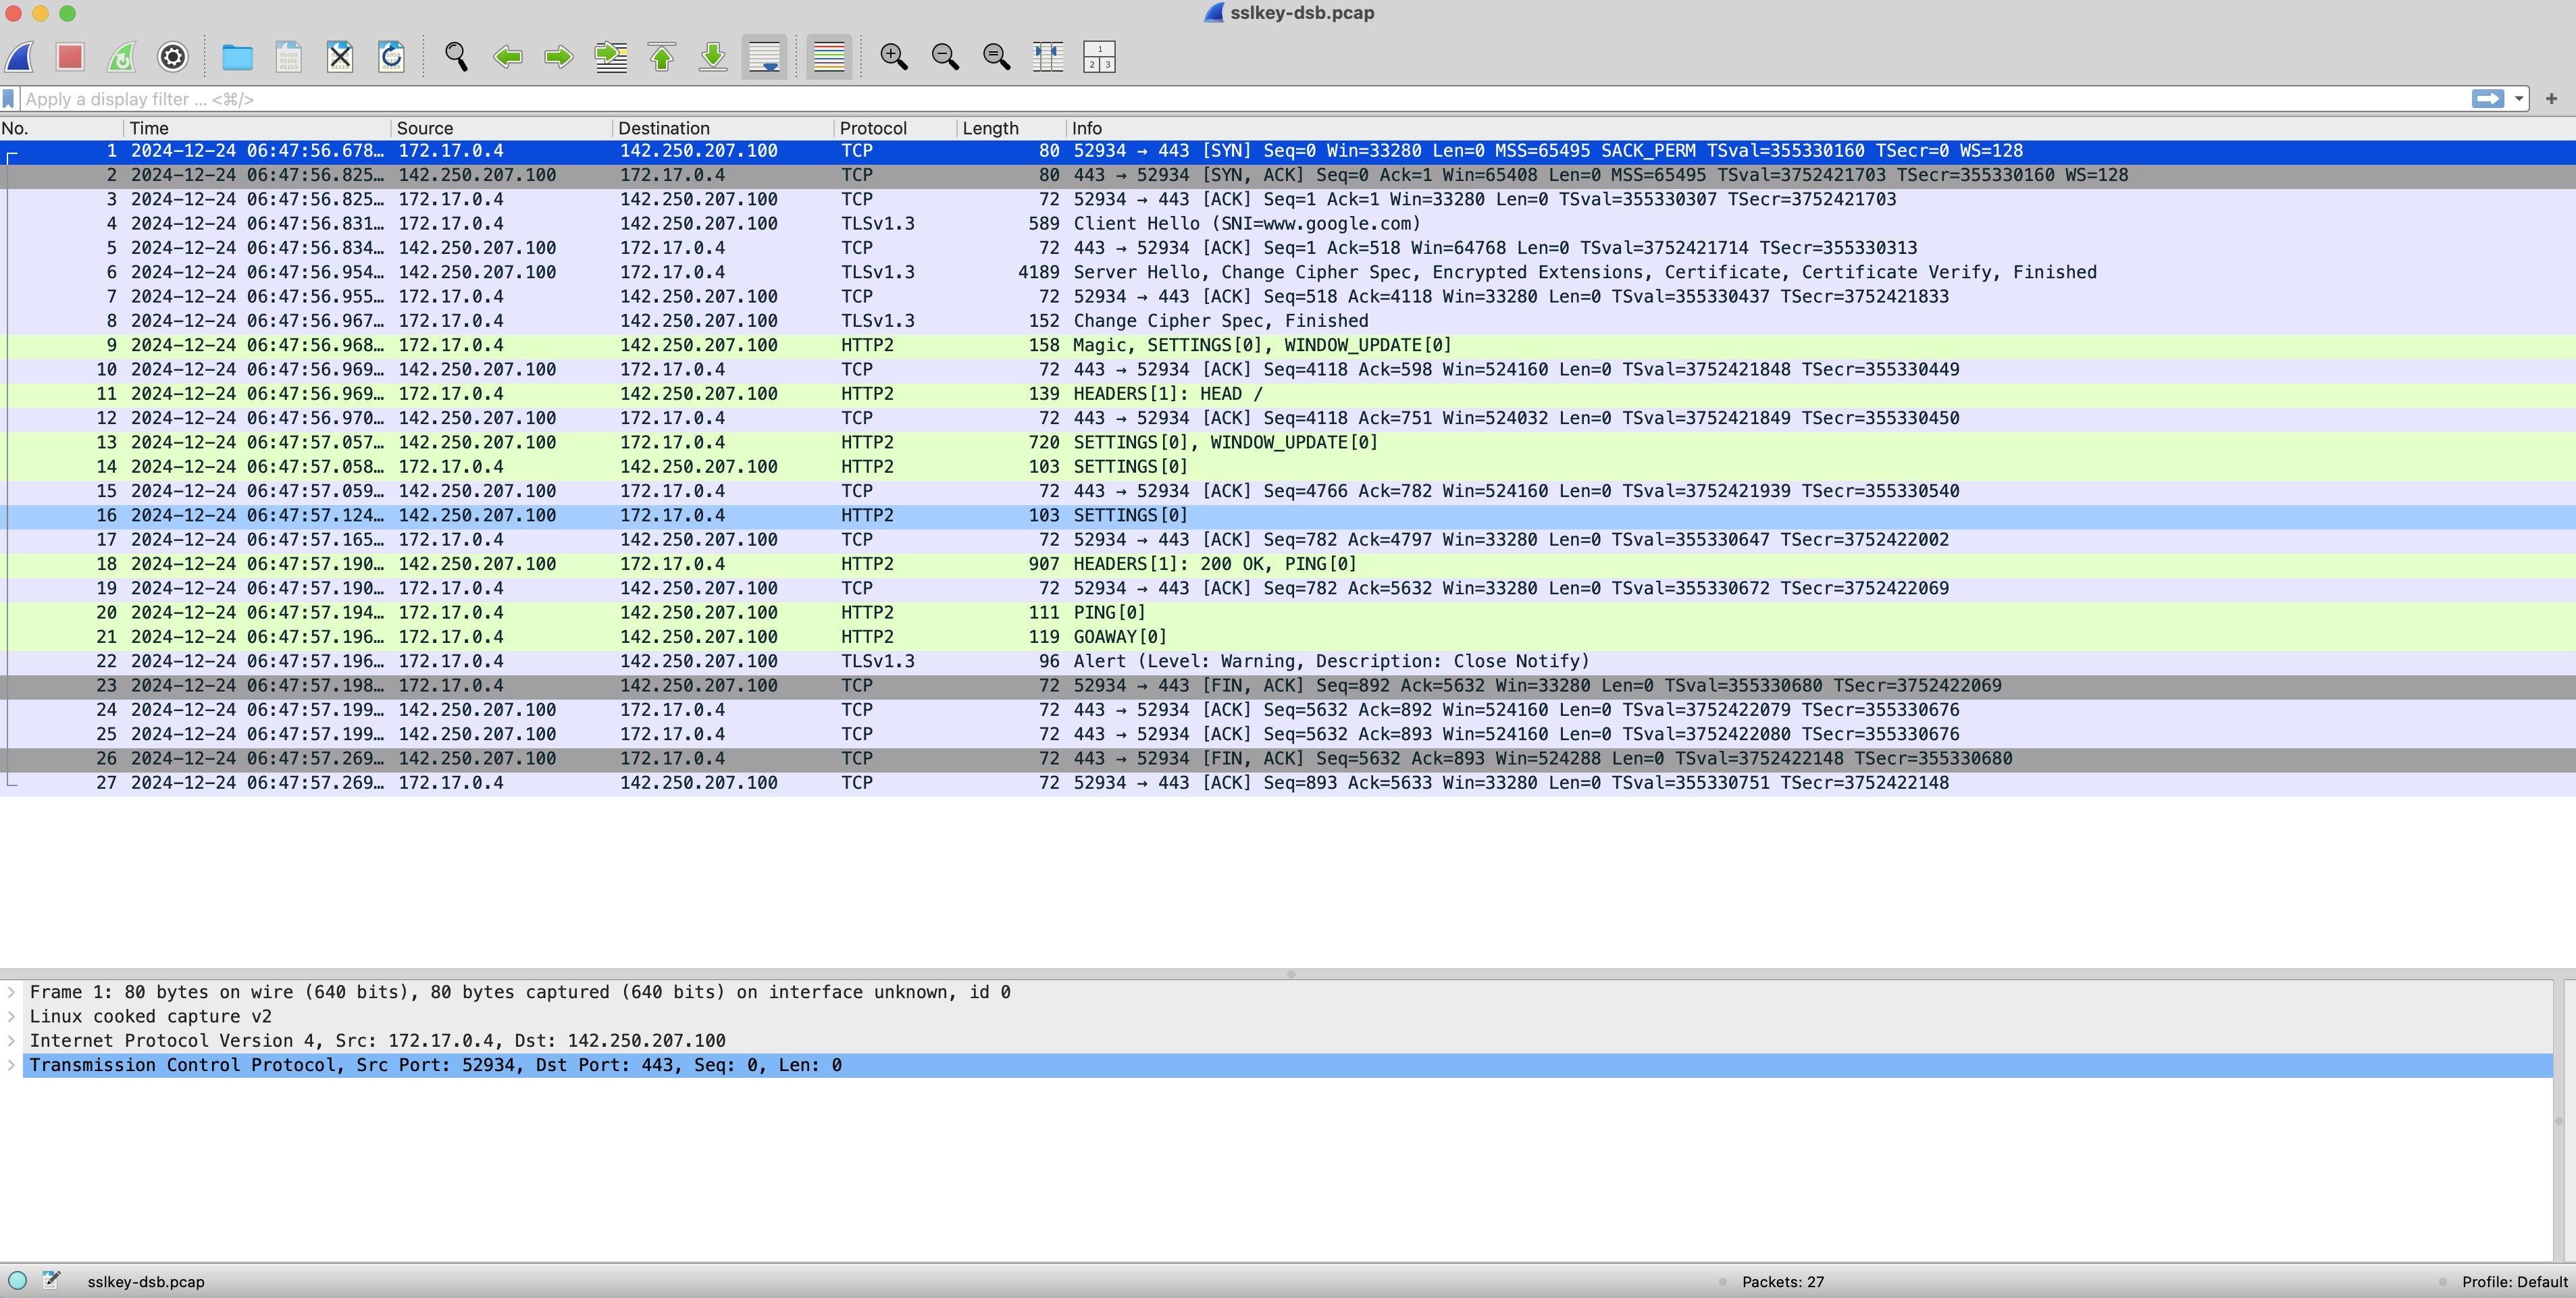 sslkey-dsb.pcap
Apply a display filter ... <⌘/>
No. Time Source Destination Protocol Length Info
1 2024-12-24 06:47:56.678… 172.17.0.4 142.250.207.100 TCP 80 52934 → 443 [SYN] Seq=0 Win=33280 Len=0 MSS=65495 SACK_PERM TSval=355330160 TSecr=0 WS=128
2 2024-12-24 06:47:56.825… 142.250.207.100 172.17.0.4 TCP 80 443 → 52934 [SYN, ACK] Seq=0 Ack=1 Win=65408 Len=0 MSS=65495 TSval=3752421703 TSecr=355330160 WS=128
3 2024-12-24 06:47:56.825… 172.17.0.4 142.250.207.100 TCP 72 52934 → 443 [ACK] Seq=1 Ack=1 Win=33280 Len=0 TSval=355330307 TSecr=3752421703
4 2024-12-24 06:47:56.831… 172.17.0.4 142.250.207.100 TLSv1.3 589 Client Hello (SNI=www.google.com)
5 2024-12-24 06:47:56.834… 142.250.207.100 172.17.0.4 TCP 72 443 → 52934 [ACK] Seq=1 Ack=518 Win=64768 Len=0 TSval=3752421714 TSecr=355330313
6 2024-12-24 06:47:56.954… 142.250.207.100 172.17.0.4 TLSv1.3 4189 Server Hello, Change Cipher Spec, Encrypted Extensions, Certificate, Certificate Verify, Finished
7 2024-12-24 06:47:56.955… 172.17.0.4 142.250.207.100 TCP 72 52934 → 443 [ACK] Seq=518 Ack=4118 Win=33280 Len=0 TSval=355330437 TSecr=3752421833
8 2024-12-24 06:47:56.967… 172.17.0.4 142.250.207.100 TLSv1.3 152 Change Cipher Spec, Finished
9 2024-12-24 06:47:56.968… 172.17.0.4 142.250.207.100 HTTP2 158 Magic, SETTINGS[0], WINDOW_UPDATE[0]
10 2024-12-24 06:47:56.969… 142.250.207.100 172.17.0.4 TCP 72 443 → 52934 [ACK] Seq=4118 Ack=598 Win=524160 Len=0 TSval=3752421848 TSecr=355330449
11 2024-12-24 06:47:56.969… 172.17.0.4 142.250.207.100 HTTP2 139 HEADERS[1]: HEAD /
12 2024-12-24 06:47:56.970… 142.250.207.100 172.17.0.4 TCP 72 443 → 52934 [ACK] Seq=4118 Ack=751 Win=524032 Len=0 TSval=3752421849 TSecr=355330450
13 2024-12-24 06:47:57.057… 142.250.207.100 172.17.0.4 HTTP2 720 SETTINGS[0], WINDOW_UPDATE[0]
14 2024-12-24 06:47:57.058… 172.17.0.4 142.250.207.100 HTTP2 103 SETTINGS[0]
15 2024-12-24 06:47:57.059… 142.250.207.100 172.17.0.4 TCP 72 443 → 52934 [ACK] Seq=4766 Ack=782 Win=524160 Len=0 TSval=3752421939 TSecr=355330540
16 2024-12-24 06:47:57.124… 142.250.207.100 172.17.0.4 HTTP2 103 SETTINGS[0]
17 2024-12-24 06:47:57.165… 172.17.0.4 142.250.207.100 TCP 72 52934 → 443 [ACK] Seq=782 Ack=4797 Win=33280 Len=0 TSval=355330647 TSecr=3752422002
18 2024-12-24 06:47:57.190… 142.250.207.100 172.17.0.4 HTTP2 907 HEADERS[1]: 200 OK, PING[0]
19 2024-12-24 06:47:57.190… 172.17.0.4 142.250.207.100 TCP 72 52934 → 443 [ACK] Seq=782 Ack=5632 Win=33280 Len=0 TSval=355330672 TSecr=3752422069
20 2024-12-24 06:47:57.194… 172.17.0.4 142.250.207.100 HTTP2 111 PING[0]
21 2024-12-24 06:47:57.196… 172.17.0.4 142.250.207.100 HTTP2 119 GOAWAY[0]
22 2024-12-24 06:47:57.196… 172.17.0.4 142.250.207.100 TLSv1.3 96 Alert (Level: Warning, Description: Close Notify)
23 2024-12-24 06:47:57.198… 172.17.0.4 142.250.207.100 TCP 72 52934 → 443 [FIN, ACK] Seq=892 Ack=5632 Win=33280 Len=0 TSval=355330680 TSecr=3752422069
24 2024-12-24 06:47:57.199… 142.250.207.100 172.17.0.4 TCP 72 443 → 52934 [ACK] Seq=5632 Ack=892 Win=524160 Len=0 TSval=3752422079 TSecr=355330676
25 2024-12-24 06:47:57.199… 142.250.207.100 172.17.0.4 TCP 72 443 → 52934 [ACK] Seq=5632 Ack=893 Win=524160 Len=0 TSval=3752422080 TSecr=355330676
26 2024-12-24 06:47:57.269… 142.250.207.100 172.17.0.4 TCP 72 443 → 52934 [FIN, ACK] Seq=5632 Ack=893 Win=524288 Len=0 TSval=3752422148 TSecr=355330680
27 2024-12-24 06:47:57.269… 172.17.0.4 142.250.207.100 TCP 72 52934 → 443 [ACK] Seq=893 Ack=5633 Win=33280 Len=0 TSval=355330751 TSecr=3752422148
Frame 1: 80 bytes on wire (640 bits), 80 bytes captured (640 bits) on interface unknown, id 0
Linux cooked capture v2
Internet Protocol Version 4, Src: 172.17.0.4, Dst: 142.250.207.100
Transmission Control Protocol, Src Port: 52934, Dst Port: 443, Seq: 0, Len: 0
sslkey-dsb.pcap Packets: 27 Profile: Default